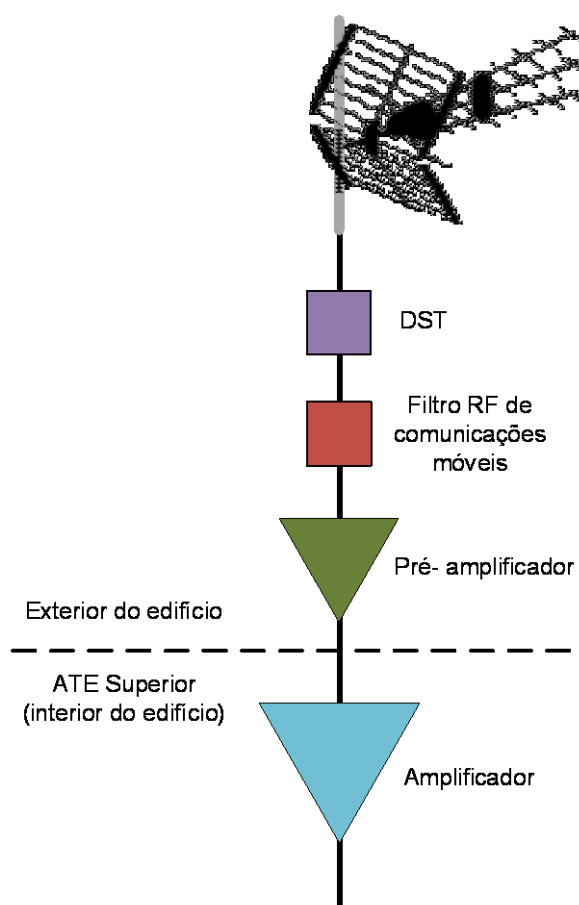 DST
Filtro RF de
comunicações
móveis
Pré- amplificador
Exterior do edifício
ATE Superior
(interior do edifício)
Amplificador